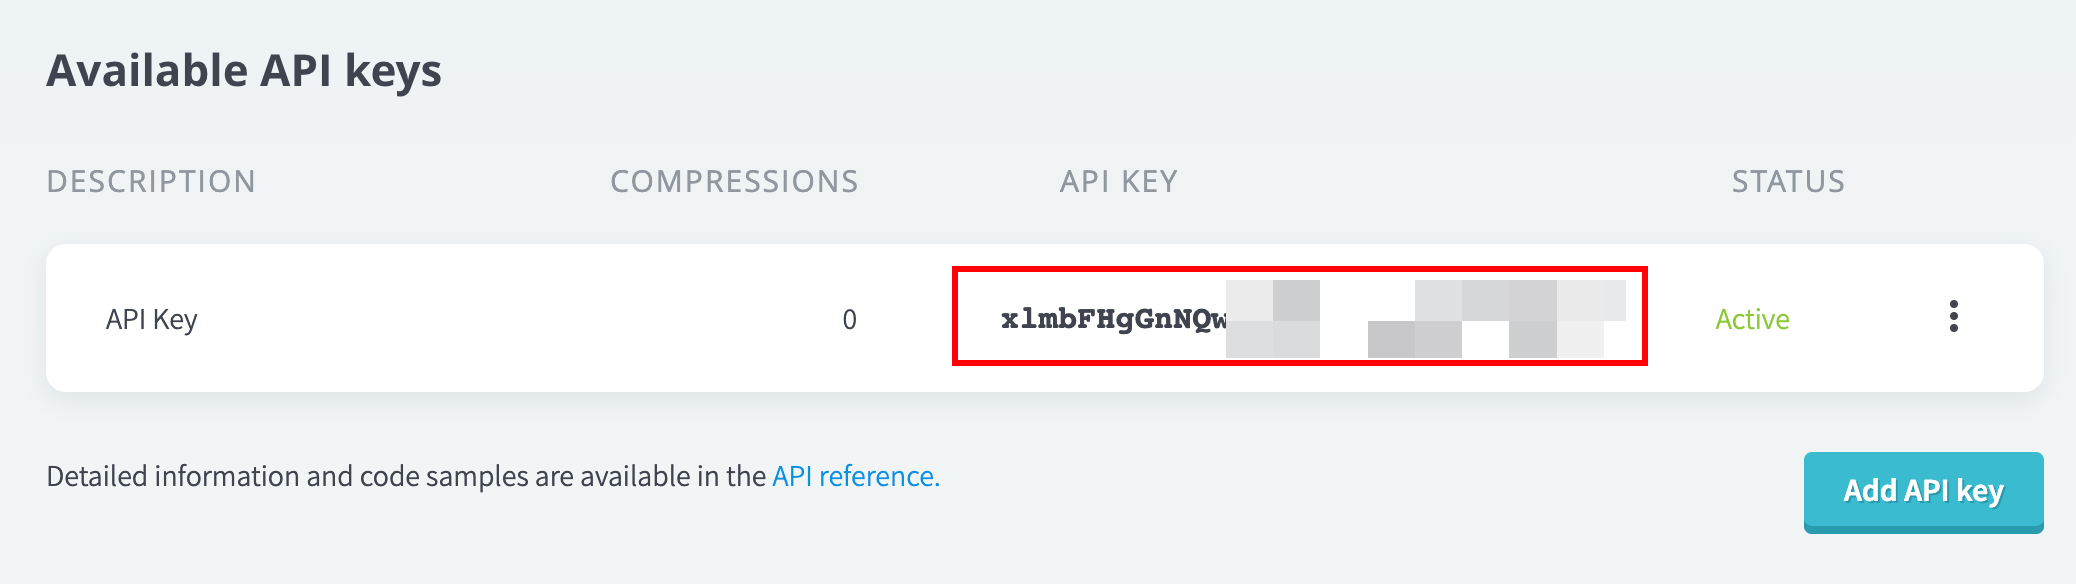 Available API keys
DESCRIPTION COMPRESSIONS API KEY STATUS
API Key 0 xlmbFHgGnNQw Active
Detailed information and code samples are available in the API reference.
Add API key